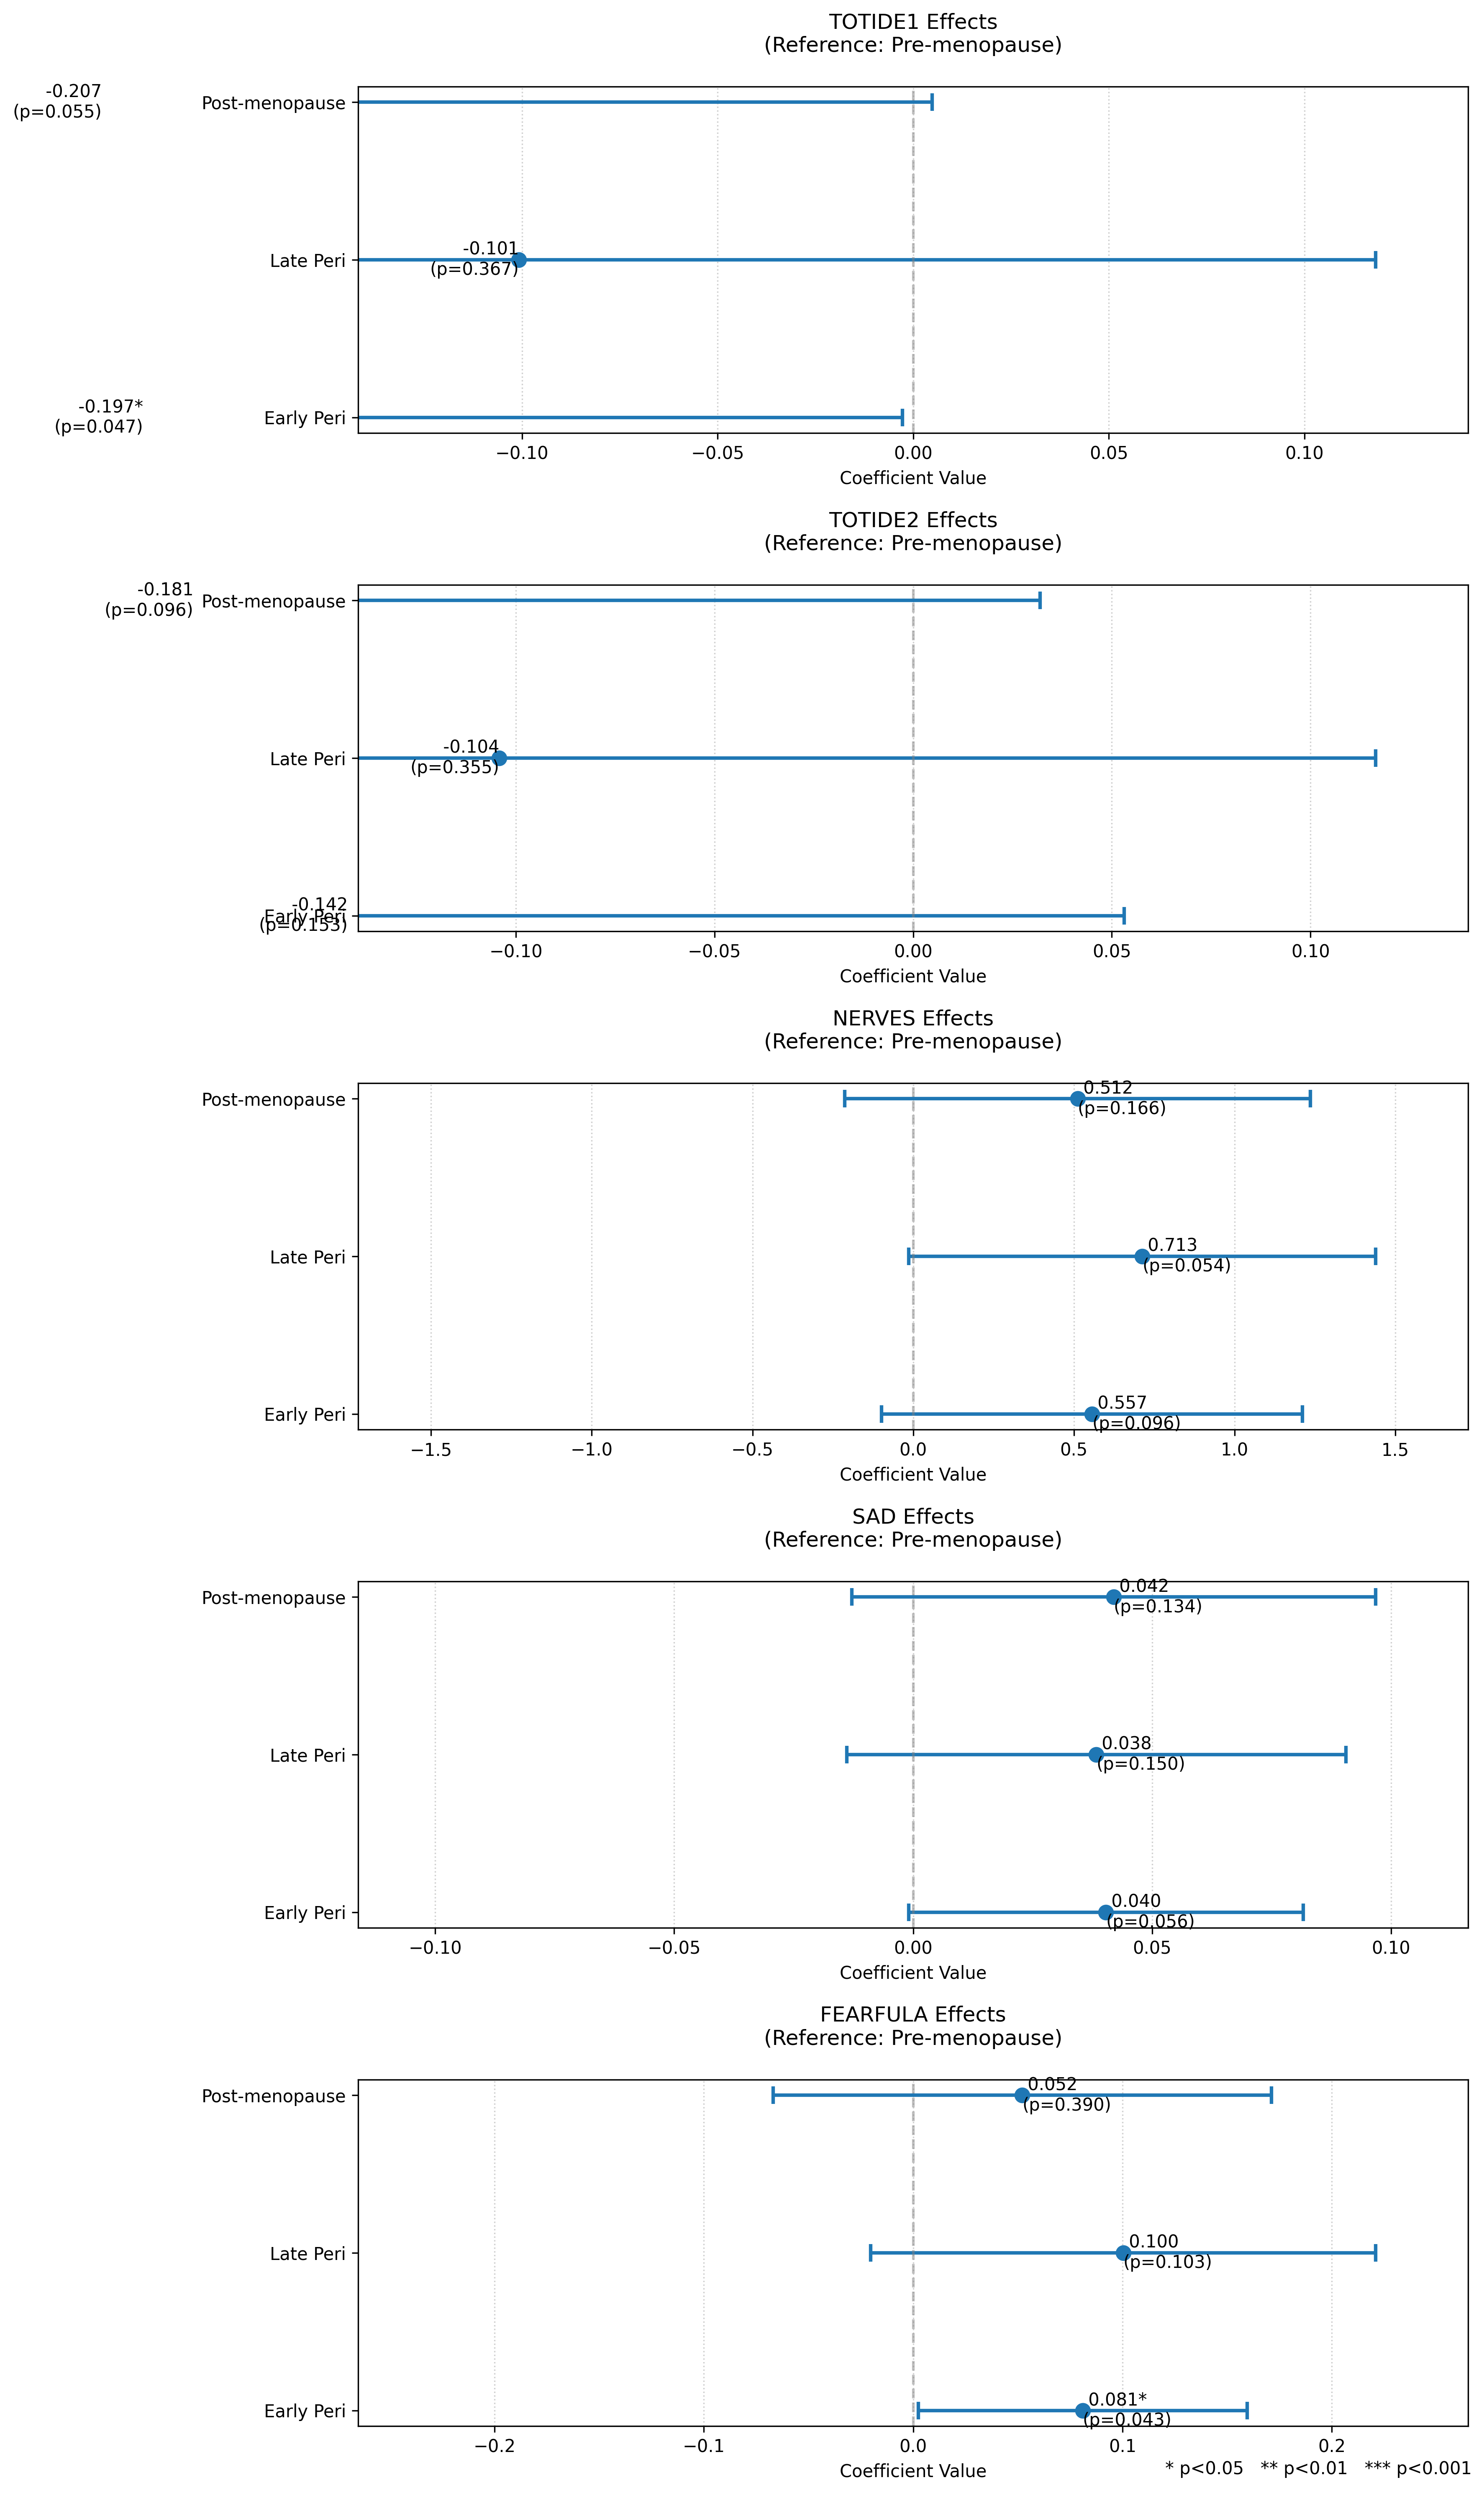 TOTIDE1 Effects
(Reference: Pre-menopause)
-0.207
(p=0.055)
Post-menopause
-0.101
(p=0.367)
Late Peri
-0.197*
(p=0.047)
Early Peri
−0.10 −0.05 0.00 0.05 0.10
Coefficient Value
TOTIDE2 Effects
(Reference: Pre-menopause)
-0.181
(p=0.096)
Post-menopause
-0.104
(p=0.355)
Late Peri
-0.142
(p=0.153)
Early Peri
−0.10 −0.05 0.00 0.05 0.10
Coefficient Value
NERVES Effects
(Reference: Pre-menopause)
Post-menopause
0.512
(p=0.166)
Late Peri
0.713
(p=0.054)
Early Peri
0.557
(p=0.096)
−1.5 −1.0 −0.5 0.0 0.5 1.0 1.5
Coefficient Value
SAD Effects
(Reference: Pre-menopause)
Post-menopause
0.042
(p=0.134)
Late Peri
0.038
(p=0.150)
Early Peri
0.040
(p=0.056)
−0.10 −0.05 0.00 0.05 0.10
Coefficient Value
FEARFULA Effects
(Reference: Pre-menopause)
Post-menopause
0.052
(p=0.390)
Late Peri
0.100
(p=0.103)
Early Peri
0.081*
(p=0.043)
−0.2 −0.1 0.0 0.1 0.2
Coefficient Value
* p<0.05 ** p<0.01 *** p<0.001